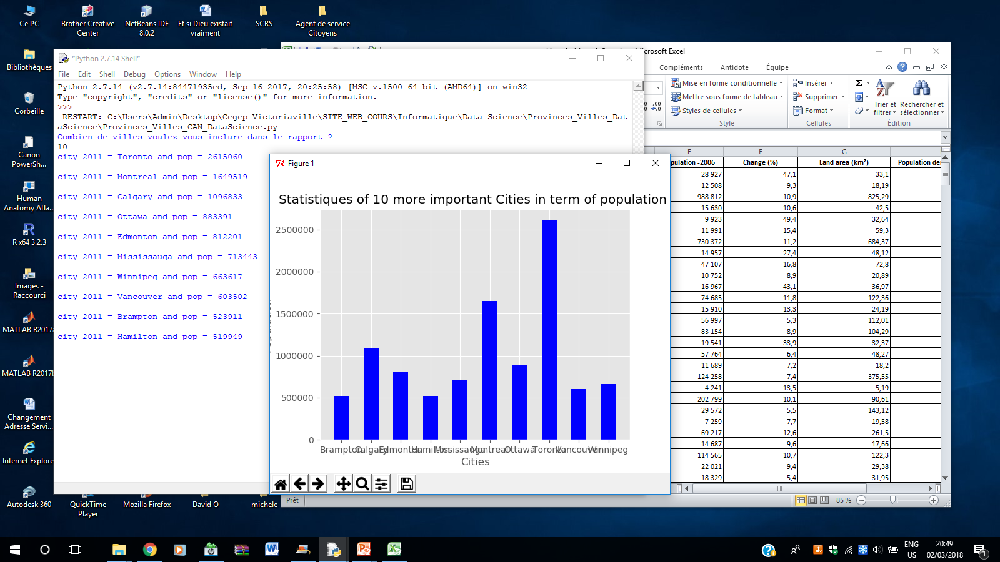 Ce PC
Brother Creative
Center
NetBeans IDE
8.0.2
Et si Dieu existait
vraiment
SCRS
Agent de service
Citoyens
Bibliothèques
Corbeille
Canon
PowerSh...
Human
Anatomy Atla...
R x64 3.2.3
Images -
Raccourci
MATLAB R2017
MATLAB R2017
Changement
Adresse Servi...
Internet Explore
Autodesk 360
QuickTime
Player
Mozilla Firefox
David O
michele
*Python 2.7.14 Shell*
File Edit Shell Debug Options Window Help
Python 2.7.14 (v2.7.14:84471935ed, Sep 16 2017, 20:25:58) [MSC v.1500 64 bit (AMD64)] on win32
Type "copyright", "credits" or "license()" for more information.
>>>
RESTART: C:\Users\Admin\Desktop\Cegep Victoriaville\SITE_WEB_COURS\Informatique\Data Science\Provinces_Villes_Dat
aScience\Provinces_Villes_CAN_DataScience.py
Combien de villes voulez-vous inclure dans le rapport ?
10
city 2011 = Toronto and pop = 2615060
city 2011 = Montreal and pop = 1649519
city 2011 = Calgary and pop = 1096833
city 2011 = Ottawa and pop = 883391
city 2011 = Edmonton and pop = 812201
city 2011 = Mississauga and pop = 713443
city 2011 = Winnipeg and pop = 663617
city 2011 = Vancouver and pop = 603502
city 2011 = Brampton and pop = 523911
city 2011 = Hamilton and pop = 519949
Figure 1
Statistiques of 10 more important Cities in term of population
2500000
2000000
1500000
1000000
500000
0
Brampton Calgary Edmonton Hamilton Mississauga Montreal Ottawa Toronto Vancouver Winnipeg
Cities
Microsoft Excel
Compléments Antidote Équipe
Mise en forme conditionnelle
Mettre sous forme de tableau
Styles de cellules
Style
Insérer
Supprimer
Format
Cellules
Σ
Trier et
filtrer
Rechercher et
sélectionner
Édition
E F G
pulation -2006 Change (%) Land area (km²) Population de
28 927 47,1 33,1
12 508 9,3 18,19
988 812 10,9 825,29
15 630 10,6 42,5
9 923 49,4 32,64
11 991 15,4 59,3
730 372 11,2 684,37
14 957 27,4 48,12
47 107 16,8 72,8
10 752 8,9 20,89
16 967 43,1 36,97
74 685 11,8 122,36
15 910 13,3 24,19
56 997 5,3 112,01
83 154 8,9 104,29
19 541 33,9 32,37
57 764 6,4 48,27
11 689 7,2 18,2
124 258 7,4 375,55
4 241 13,5 5,19
202 799 10,1 90,61
29 572 5,5 143,12
7 259 7,7 19,58
69 217 12,6 261,5
14 687 9,6 17,66
114 565 10,7 122,3
22 021 9,4 29,38
18 329 5,4 31,95
Prêt
85 %
ENG
US
20:49
02/03/2018
1